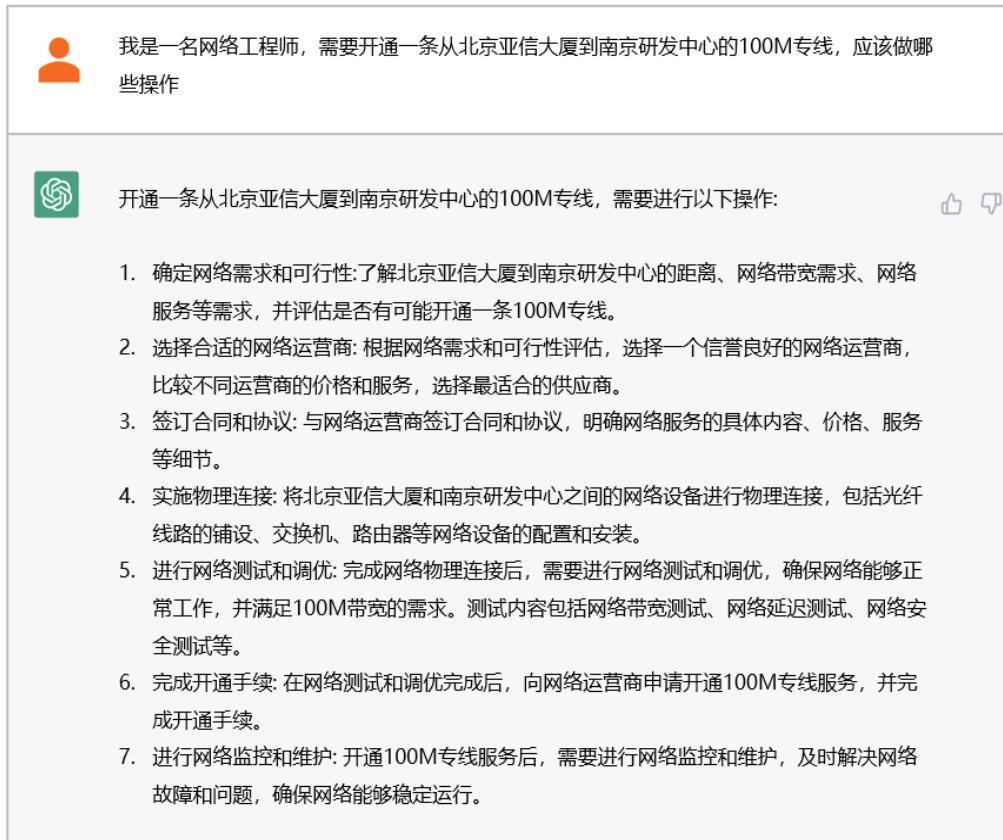 我是一名网络工程师，需要开通一条从北京亚信大厦到南京研发中心的100M专线，应该做哪
些操作
开通一条从北京亚信大厦到南京研发中心的100M专线，需要进行以下操作:
1. 确定网络需求和可行性:了解北京亚信大厦到南京研发中心的距离、网络带宽需求、网络
服务等需求，并评估是否有可能开通一条100M专线。
2. 选择合适的网络运营商: 根据网络需求和可行性评估，选择一个信誉良好的网络运营商，
比较不同运营商的价格和服务，选择最适合的供应商。
3. 签订合同和协议: 与网络运营商签订合同和协议，明确网络服务的具体内容、价格、服务
等细节。
4. 实施物理连接: 将北京亚信大厦和南京研发中心之间的网络设备进行物理连接，包括光纤
线路的铺设、交换机、路由器等网络设备的配置和安装。
5. 进行网络测试和调优: 完成网络物理连接后，需要进行网络测试和调优，确保网络能够正
常工作，并满足100M带宽的需求。测试内容包括网络带宽测试、网络延迟测试、网络安
全测试等。
6. 完成开通手续: 在网络测试和调优完成后，向网络运营商申请开通100M专线服务，并完
成开通手续。
7. 进行网络监控和维护: 开通100M专线服务后，需要进行网络监控和维护，及时解决网络
故障和问题，确保网络能够稳定运行。